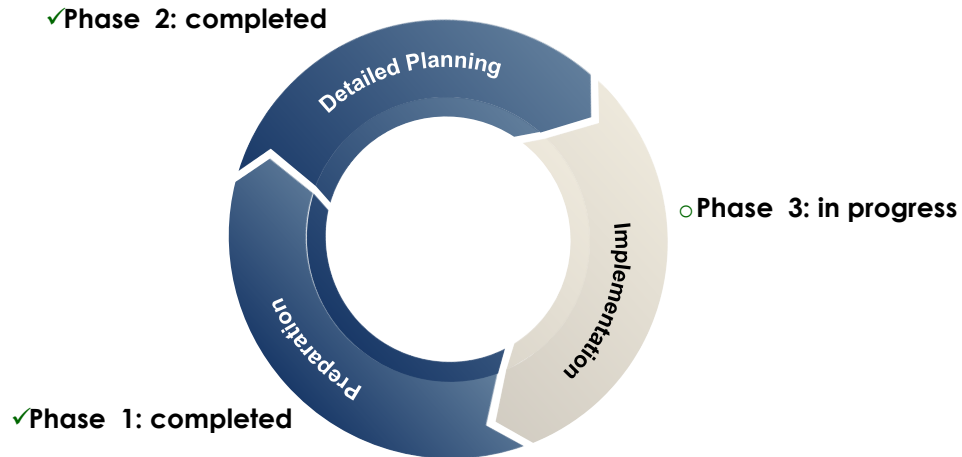 ✓Phase 2: completed
Detailed Planning
○Phase 3: in progress
Implementation
Preparation
✓Phase 1: completed